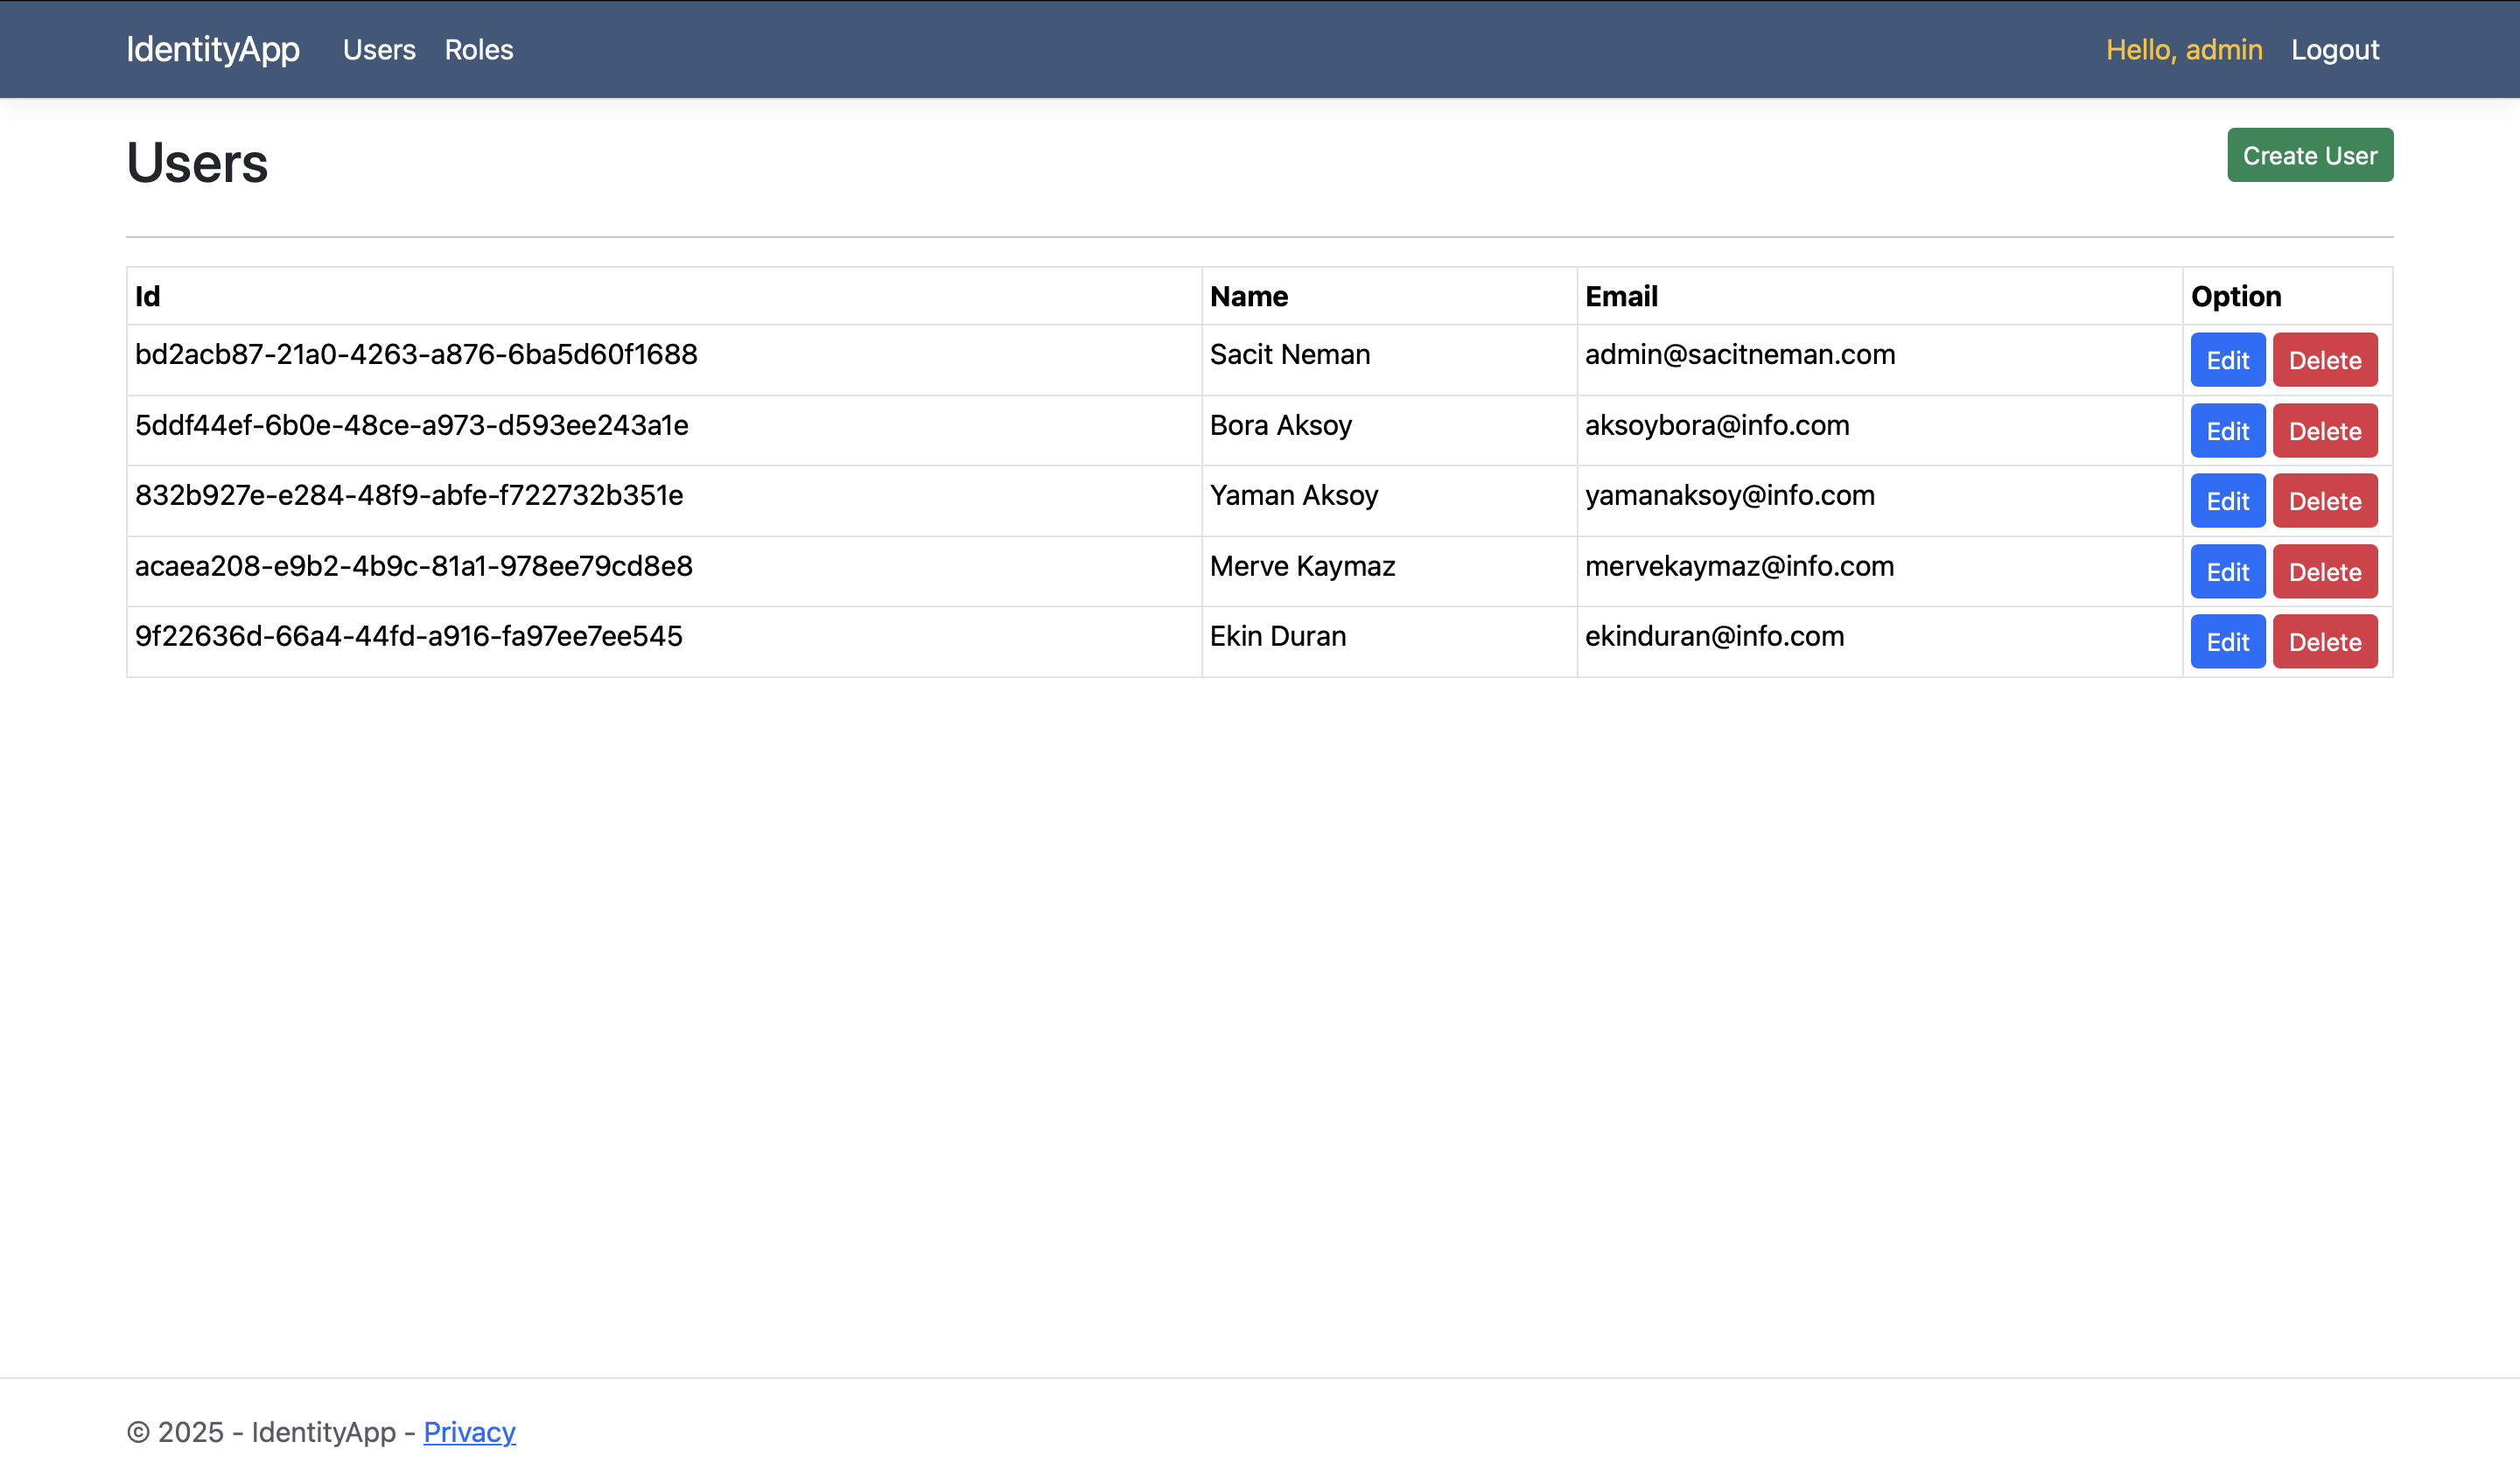 IdentityApp Users Roles Hello, admin Logout
Users Create User
Id Name Email Option
bd2acb87-21a0-4263-a876-6ba5d60f1688 Sacit Neman admin@sacitneman.com Edit Delete
5ddf44ef-6b0e-48ce-a973-d593ee243a1e Bora Aksoy aksoybora@info.com Edit Delete
832b927e-e284-48f9-abfe-f722732b351e Yaman Aksoy yamanaksoy@info.com Edit Delete
acaea208-e9b2-4b9c-81a1-978ee79cd8e8 Merve Kaymaz mervekaymaz@info.com Edit Delete
9f22636d-66a4-44fd-a916-fa97ee7ee545 Ekin Duran ekinduran@info.com Edit Delete
© 2025 - IdentityApp - Privacy